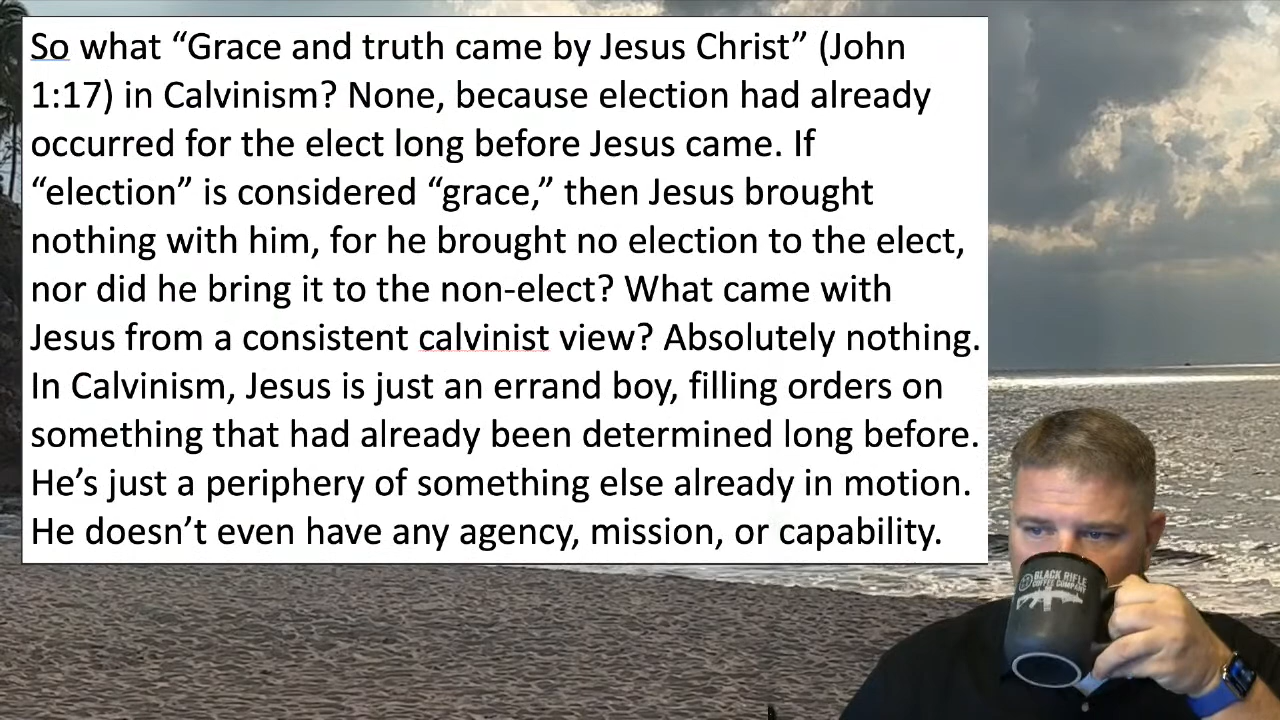 So what “Grace and truth came by Jesus Christ” (John
1:17) in Calvinism? None, because election had already
occurred for the elect long before Jesus came. If
“election” is considered “grace,” then Jesus brought
nothing with him, for he brought no election to the elect,
nor did he bring it to the non-elect? What came with
Jesus from a consistent calvinist view? Absolutely nothing.
In Calvinism, Jesus is just an errand boy, filling orders on
something that had already been determined long before.
He’s just a periphery of something else already in motion.
He doesn’t even have any agency, mission, or capability.
BLACK RIFLE
COFFEE COMPANY